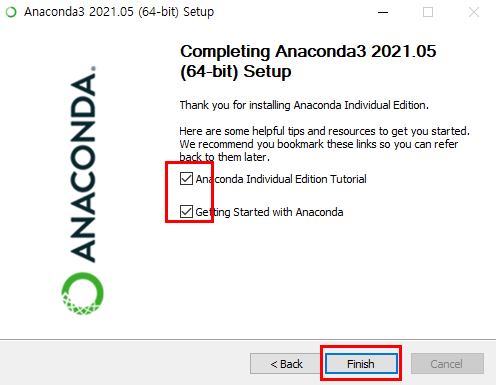 Anaconda3 2021.05 (64-bit) Setup
Completing Anaconda3 2021.05
(64-bit) Setup
Thank you for installing Anaconda Individual Edition.
Here are some helpful tips and resources to get you started.
We recommend you bookmark these links so you can refer
back to them later.
Anaconda Individual Edition Tutorial
Getting Started with Anaconda
ANACONDA.
< Back
Finish
Cancel